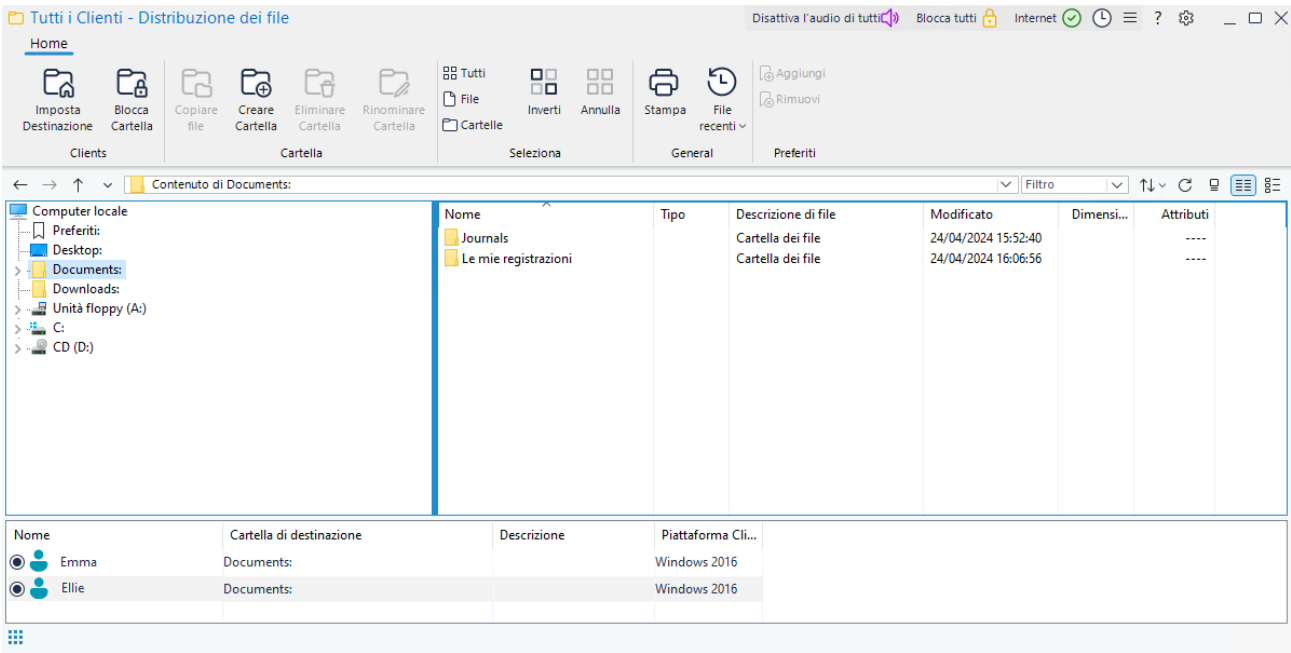 Tutti i Clienti - Distribuzione dei file
Disattiva l'audio di tutti
Blocca tutti
Internet
?
Home
Imposta Destinazione
Blocca Cartella
Copiare file
Creare Cartella
Eliminare Cartella
Rinominare Cartella
Tutti
File
Cartelle
Inverti
Annulla
Stampa
File recenti
Aggiungi
Rimuovi
Clients
Cartella
Seleziona
General
Preferiti
Contenuto di Documents:
Filtro
Computer locale
Preferiti:
Desktop:
Documents:
Downloads:
Unità floppy (A:)
C:
CD (D:)
Nome Tipo Descrizione di file Modificato Dimensi... Attributi
Journals Cartella dei file 24/04/2024 15:52:40 ----
Le mie registrazioni Cartella dei file 24/04/2024 16:06:56 ----
Nome Cartella di destinazione Descrizione Piattaforma Cli...
Emma Documents: Windows 2016
Ellie Documents: Windows 2016